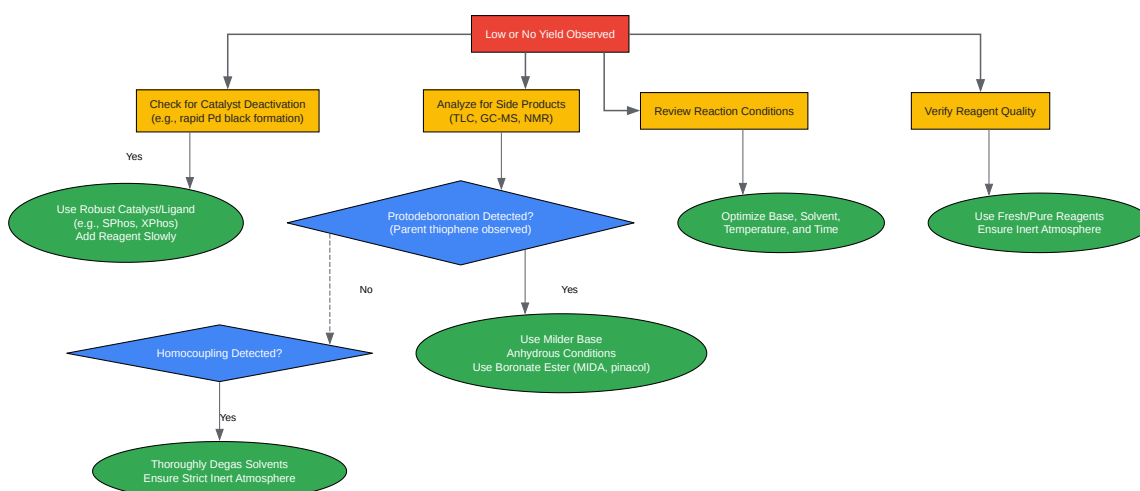 Low or No Yield Observed
Check for Catalyst Deactivation
(e.g., rapid Pd black formation)
Analyze for Side Products
(TLC, GC-MS, NMR)
Review Reaction Conditions
Verify Reagent Quality
Yes
Use Robust Catalyst/Ligand
(e.g., SPhos, XPhos)
Add Reagent Slowly
Protodeboronation Detected?
(Parent thiophene observed)
Optimize Base, Solvent,
Temperature, and Time
Use Fresh/Pure Reagents
Ensure Inert Atmosphere
No
Yes
Homocoupling Detected?
Use Milder Base
Anhydrous Conditions
Use Boronate Ester (MIDA, pinacol)
Yes
Thoroughly Degas Solvents
Ensure Strict Inert Atmosphere